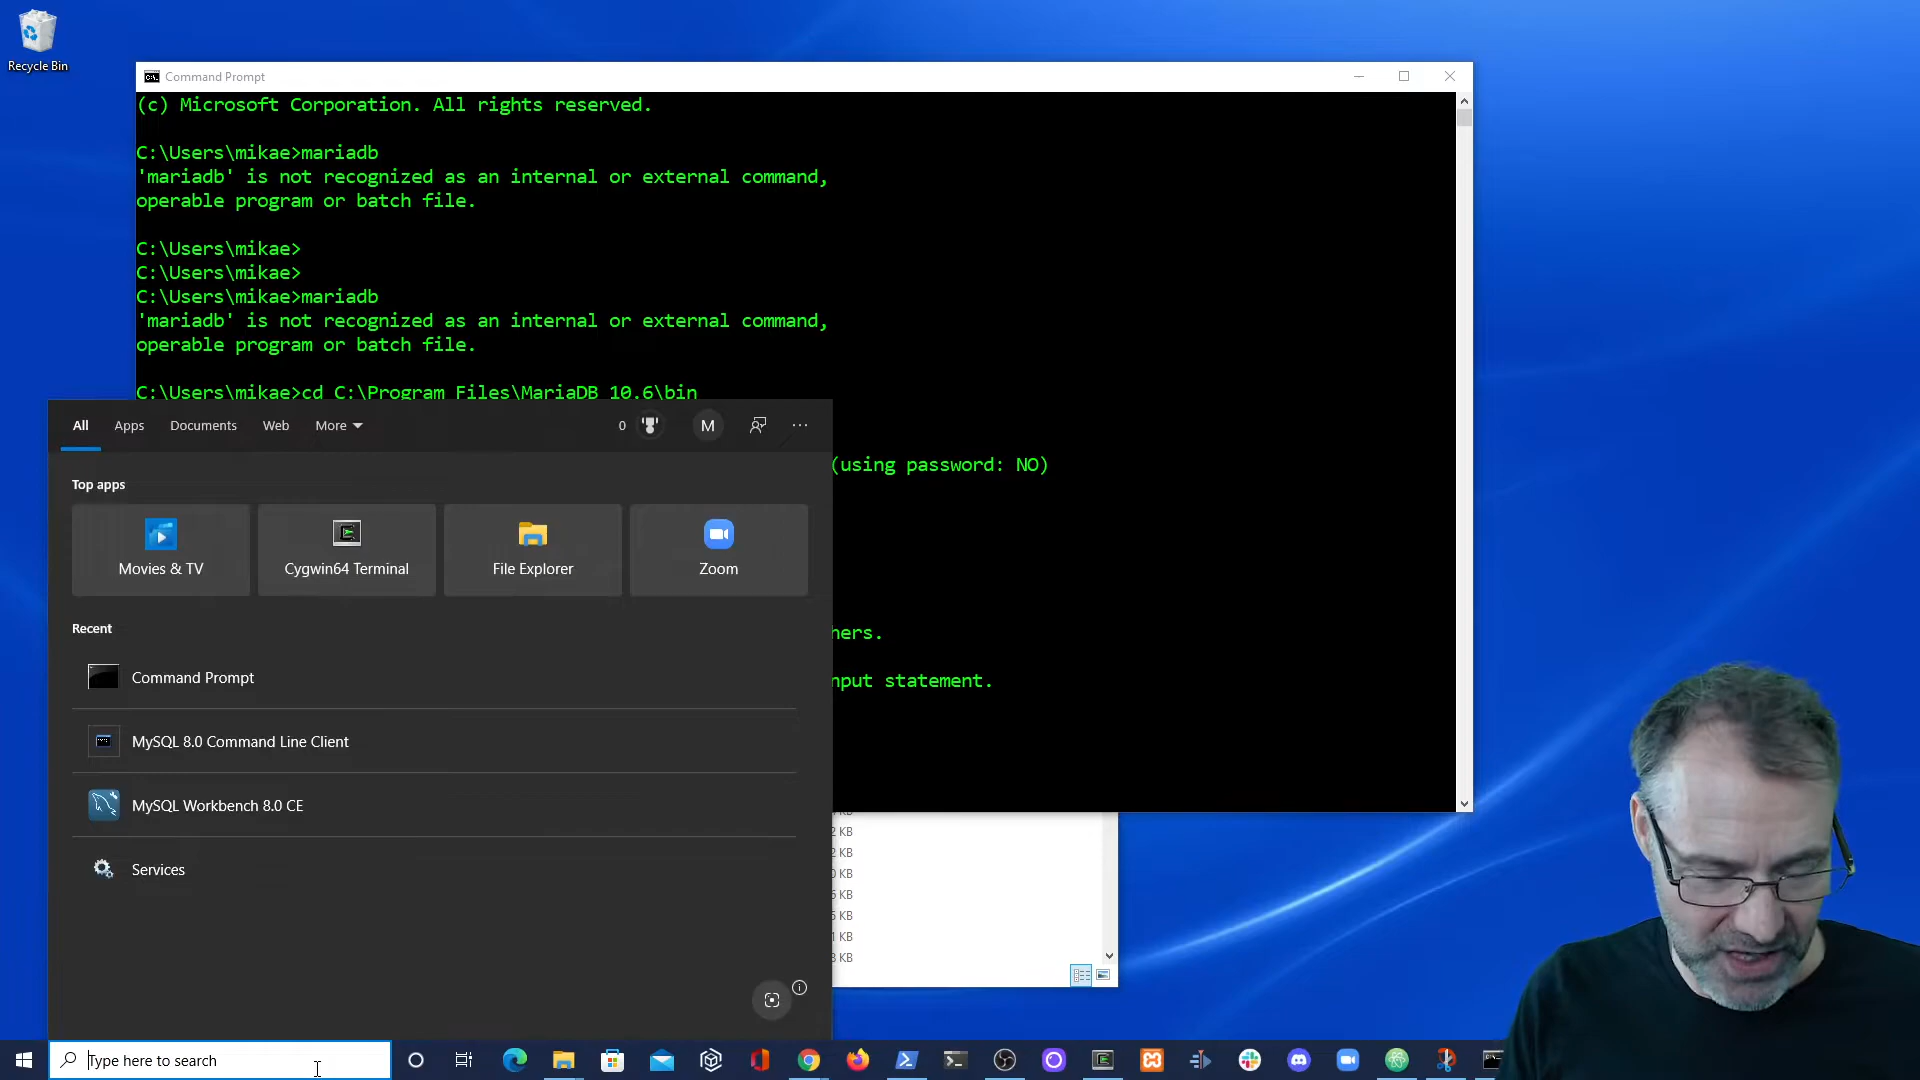 Recycle Bin
Command Prompt
(c) Microsoft Corporation. All rights reserved.
C:\Users\mikae>mariadb
'mariadb' is not recognized as an internal or external command,
operable program or batch file.
C:\Users\mikae>
C:\Users\mikae>
C:\Users\mikae>mariadb
'mariadb' is not recognized as an internal or external command,
operable program or batch file.
C:\Users\mikae>cd C:\Program Files\MariaDB 10.6\bin
(using password: NO)
hers.
nput statement.
All Apps Documents Web More 0 M
Top apps
Movies & TV Cygwin64 Terminal File Explorer Zoom
Recent
Command Prompt
MySQL 8.0 Command Line Client
MySQL Workbench 8.0 CE
Services
2 KB
2 KB
0 KB
5 KB
1 KB
3 KB
Type here to search